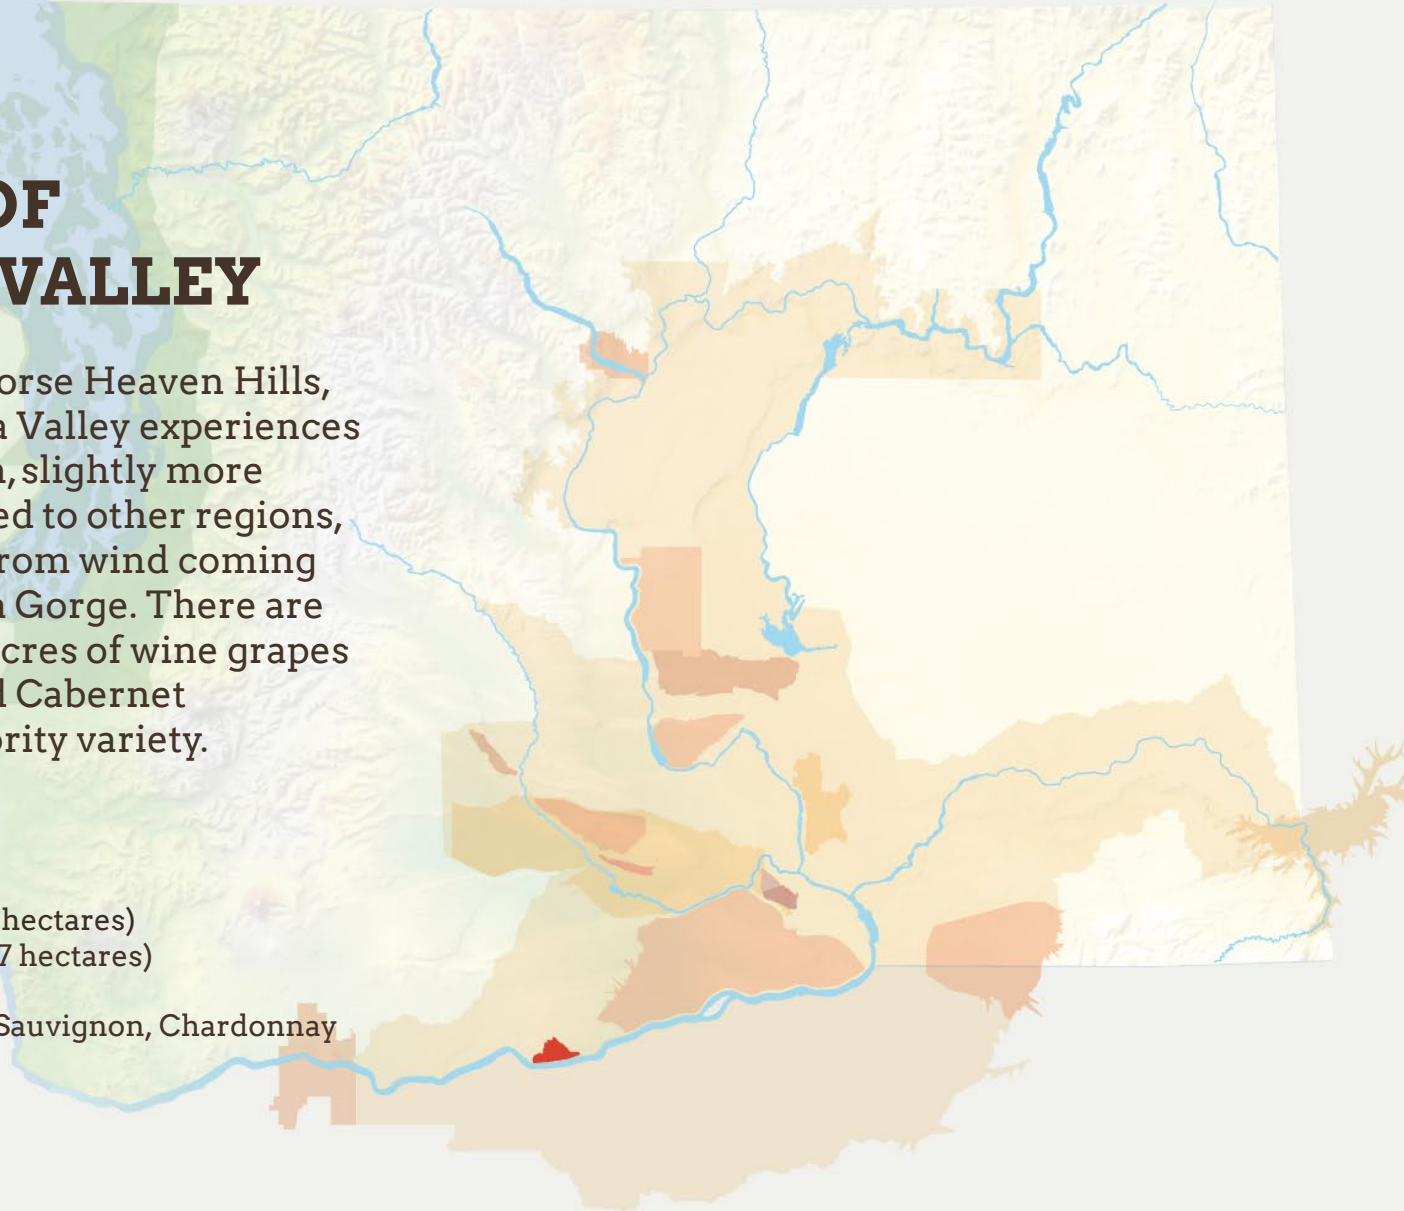 OF
VALLEY
orse Heaven Hills,
a Valley experiences
n, slightly more
ed to other regions,
rom wind coming
a Gorge. There are
cres of wine grapes
d Cabernet
ority variety.
hectares)
7 hectares)
Sauvignon, Chardonnay